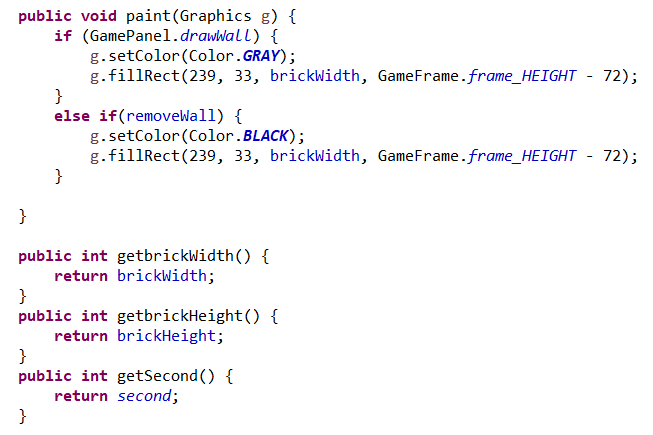 public void paint(Graphics g) {
    if (GamePanel.drawWall) {
        g.setColor(Color.GRAY);
        g.fillRect(239, 33, brickWidth, GameFrame.frame_HEIGHT - 72);
    }
    else if(removeWall) {
        g.setColor(Color.BLACK);
        g.fillRect(239, 33, brickWidth, GameFrame.frame_HEIGHT - 72);
    }

}

public int getbrickWidth() {
    return brickWidth;
}
public int getbrickHeight() {
    return brickHeight;
}
public int getSecond() {
    return second;
}